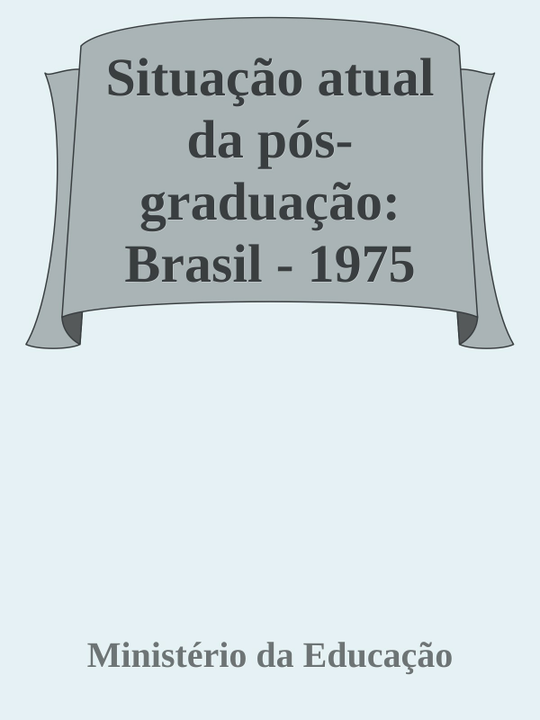 Situação atual
da pós-
graduação:
Brasil - 1975
Ministério da Educação